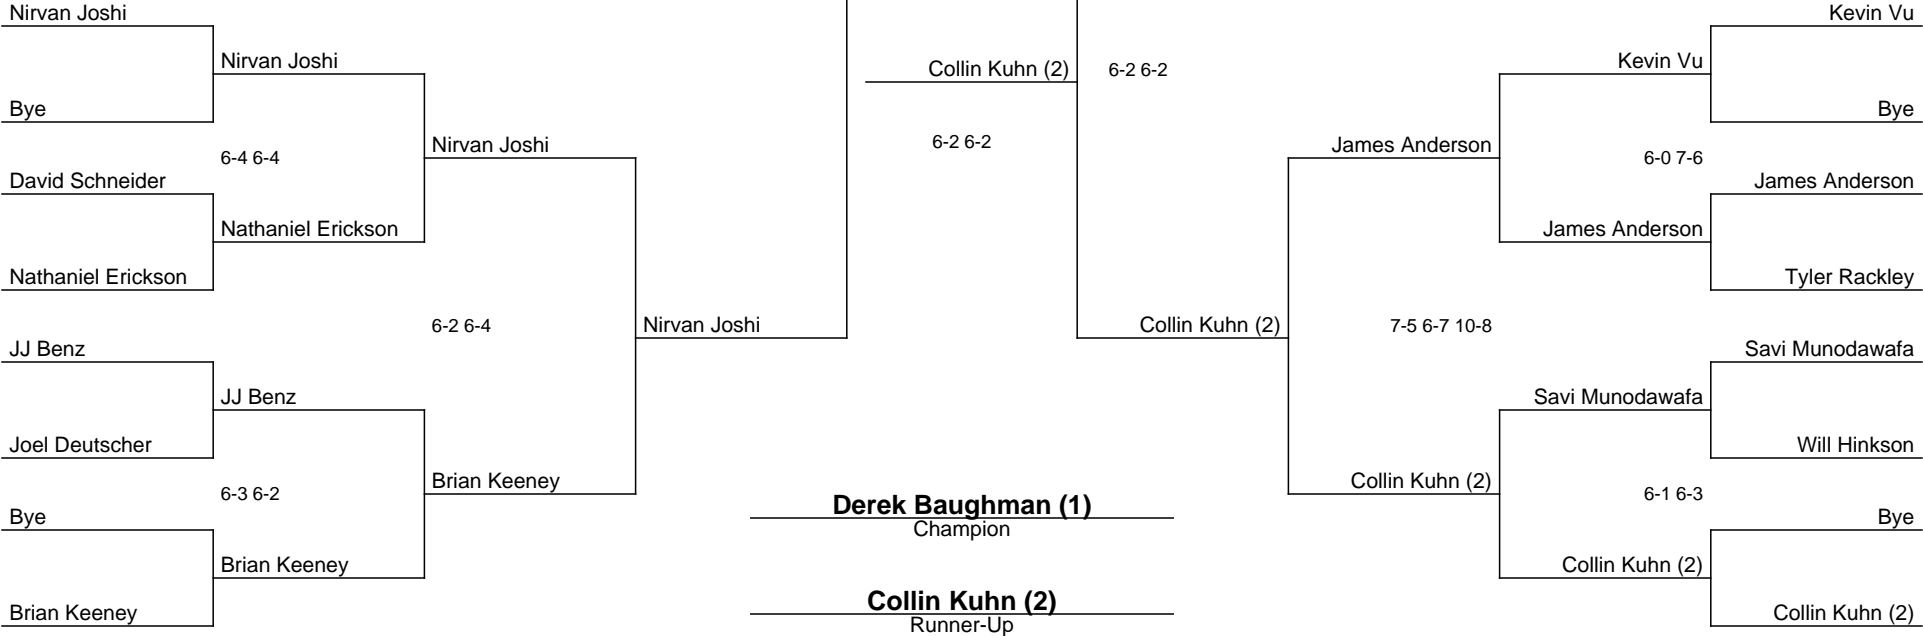 Nirvan Joshi
Nirvan Joshi
Bye
6-4 6-4
Nirvan Joshi
David Schneider
Nathaniel Erickson
Nathaniel Erickson
6-2 6-4
Nirvan Joshi
JJ Benz
JJ Benz
Joel Deutscher
6-3 6-2
Brian Keeney
Bye
Brian Keeney
Brian Keeney
Collin Kuhn (2)
6-2 6-2
6-2 6-2
Derek Baughman (1)
Champion
Collin Kuhn (2)
Runner-Up
Kevin Vu
Kevin Vu
Bye
James Anderson
6-0 7-6
James Anderson
James Anderson
Tyler Rackley
Collin Kuhn (2)
7-5 6-7 10-8
Savi Munodawafa
Savi Munodawafa
Will Hinkson
Collin Kuhn (2)
6-1 6-3
Bye
Collin Kuhn (2)
Collin Kuhn (2)